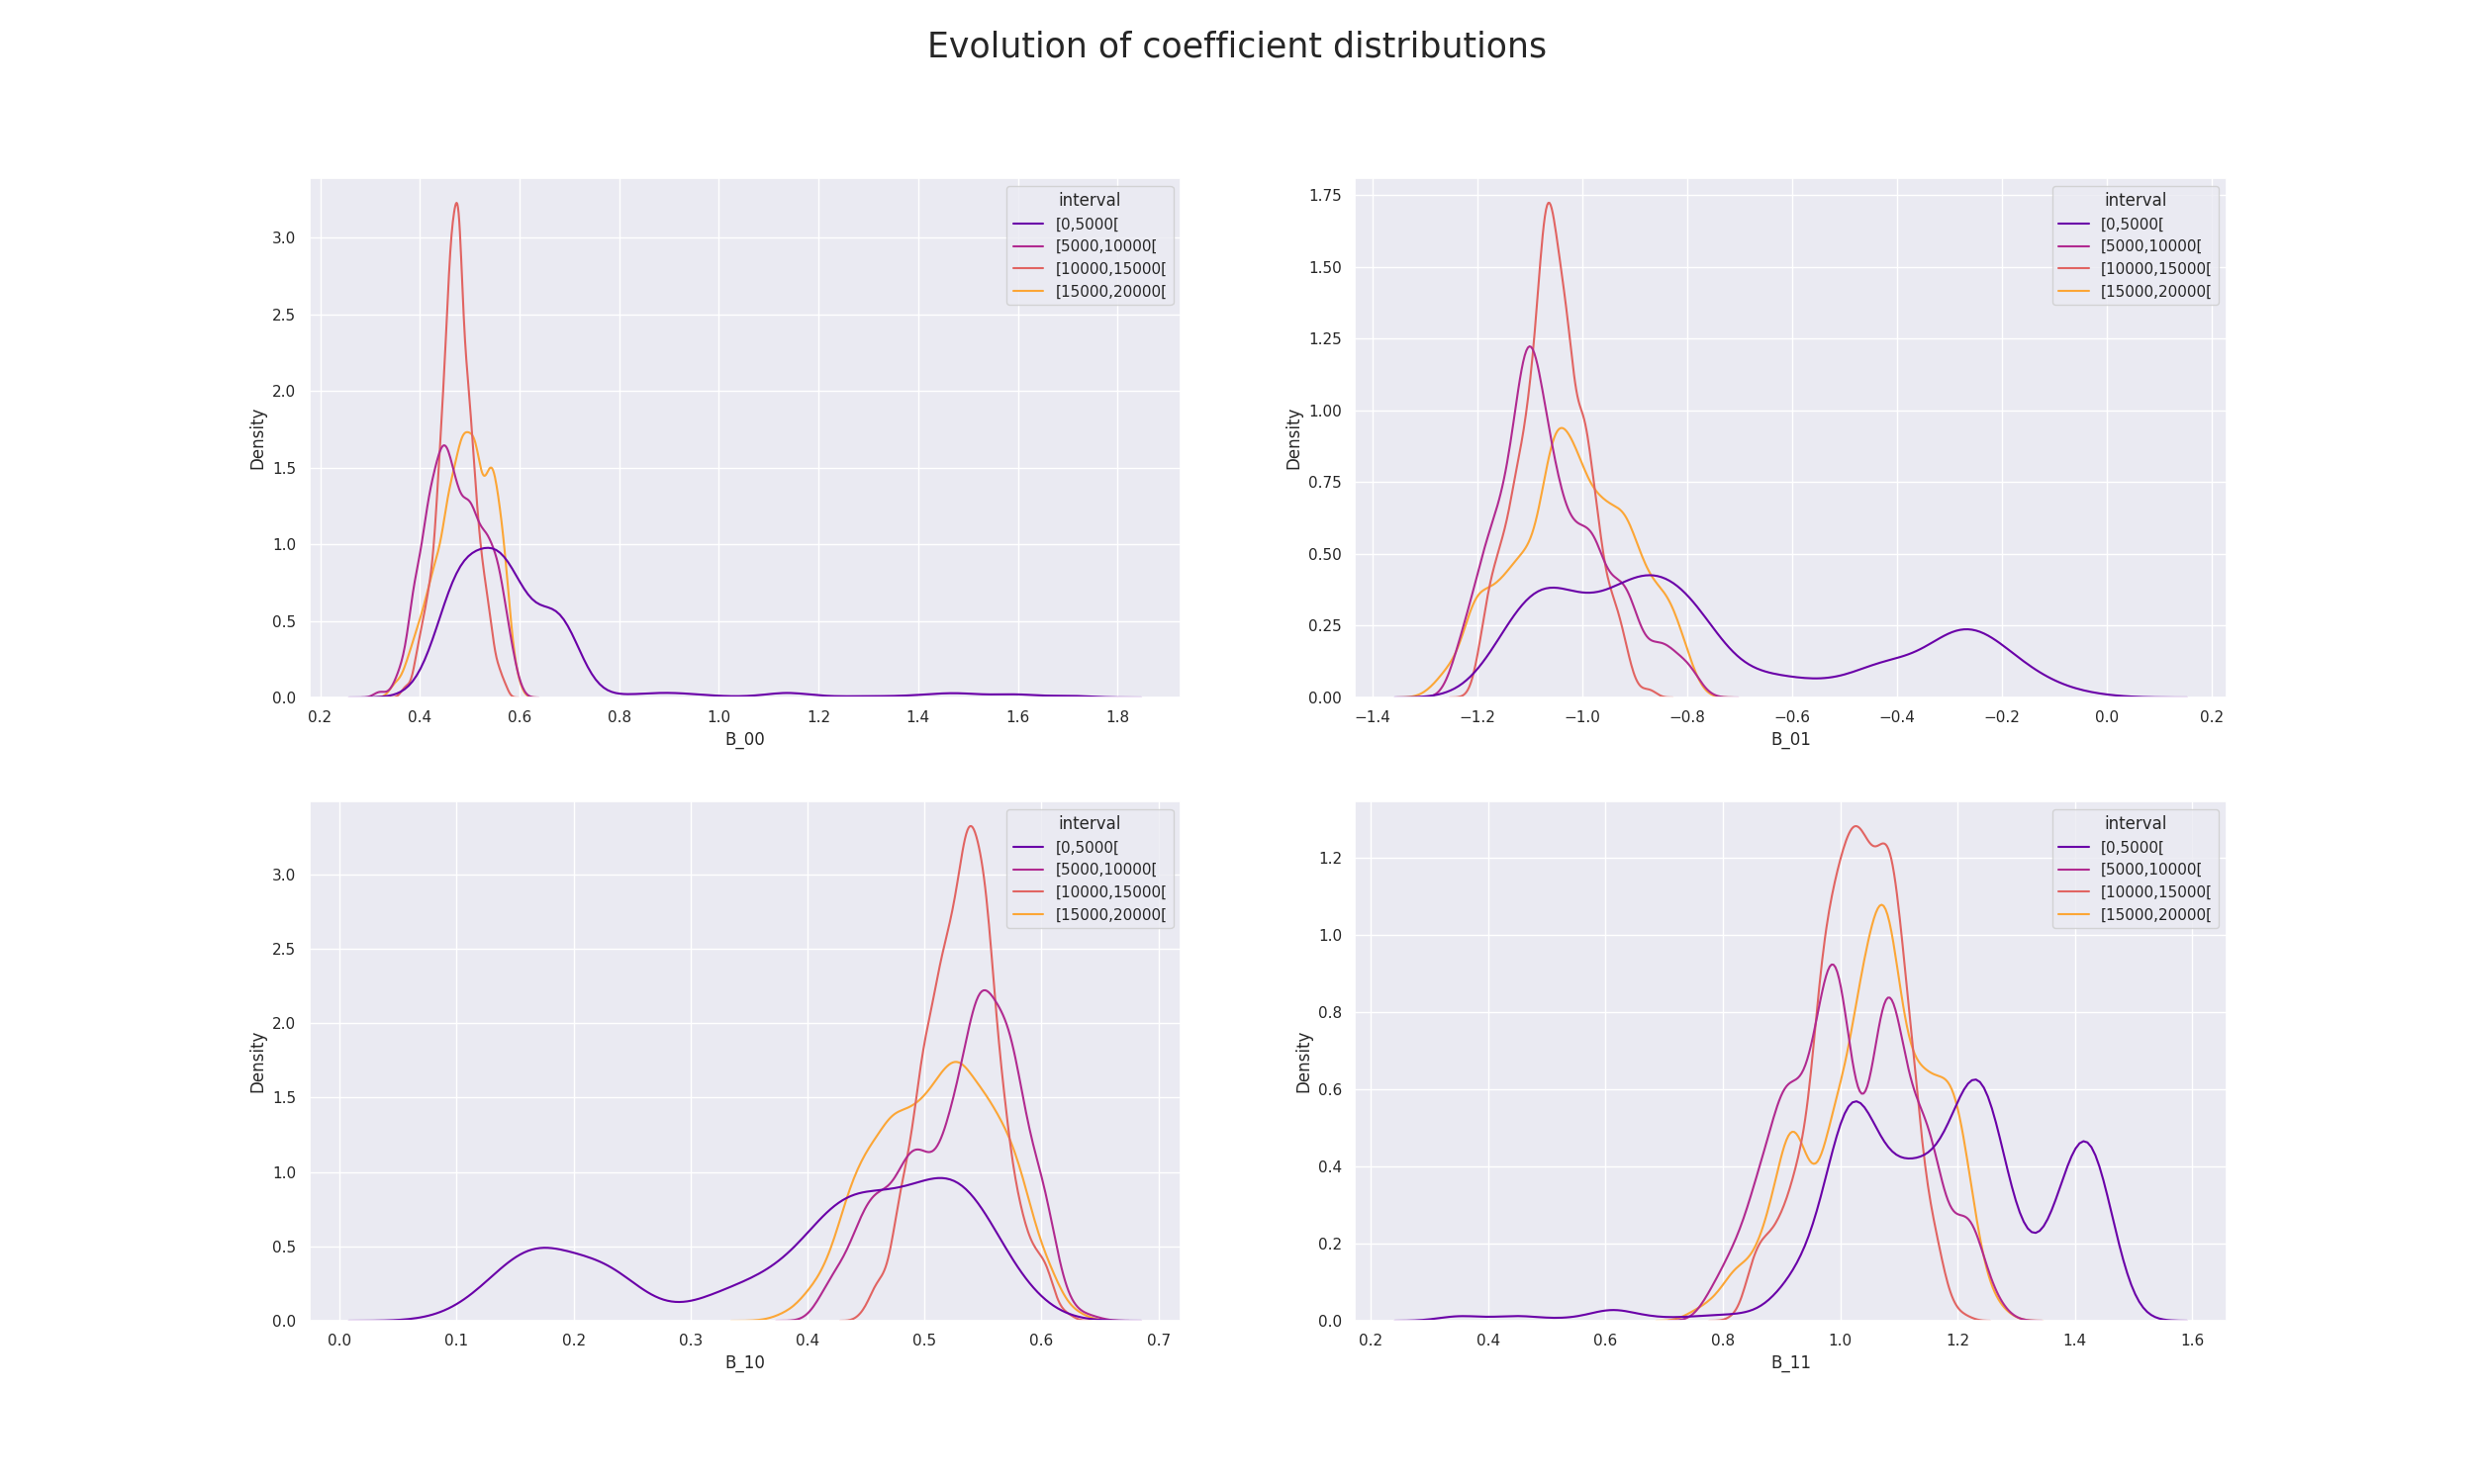 Evolution of coefficient distributions
interval
[0,5000[
[5000,10000[
[10000,15000[
[15000,20000[
3.0
2.5
2.0
1.5
1.0
0.5
0.0
Density
0.2 0.4 0.6 0.8 1.0 1.2 1.4 1.6 1.8
B_00
interval
[0,5000[
[5000,10000[
[10000,15000[
[15000,20000[
1.75
1.50
1.25
1.00
0.75
0.50
0.25
0.00
Density
−1.4 −1.2 −1.0 −0.8 −0.6 −0.4 −0.2 0.0 0.2
B_01
interval
[0,5000[
[5000,10000[
[10000,15000[
[15000,20000[
3.0
2.5
2.0
1.5
1.0
0.5
0.0
Density
0.0 0.1 0.2 0.3 0.4 0.5 0.6 0.7
B_10
interval
[0,5000[
[5000,10000[
[10000,15000[
[15000,20000[
1.2
1.0
0.8
0.6
0.4
0.2
0.0
Density
0.2 0.4 0.6 0.8 1.0 1.2 1.4 1.6
B_11